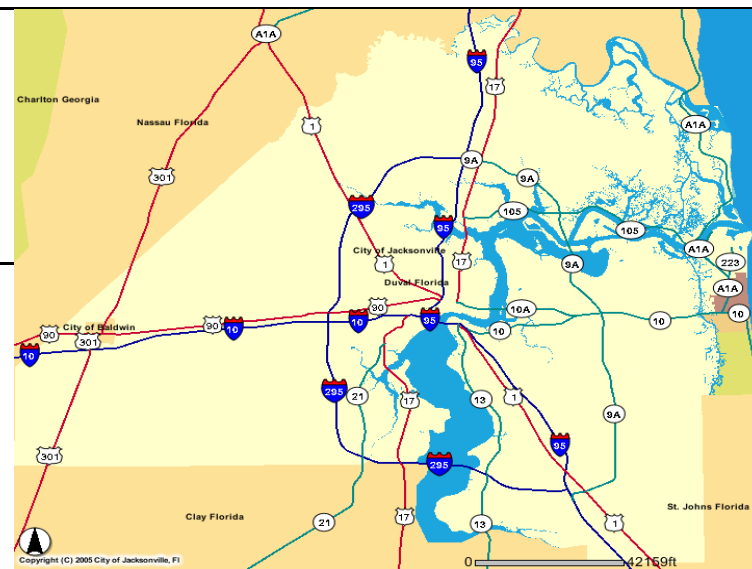 A1A
95
17
Charlton Georgia
Nassau Florida
1
A1A
301
9A
9A
295
105
95
105
City of Jacksonville
A1A
1
17
9A
223
Duval Florida
A1A
90
10A
10
City of Baldwin
90
10
10
95
10
10
90
301
10
295
21
17
13
1
9A
95
301
295
St. Johns Florida
Clay Florida
17
21
13
1
Copyright (C) 2005 City of Jacksonville, Fl
0
42159ft